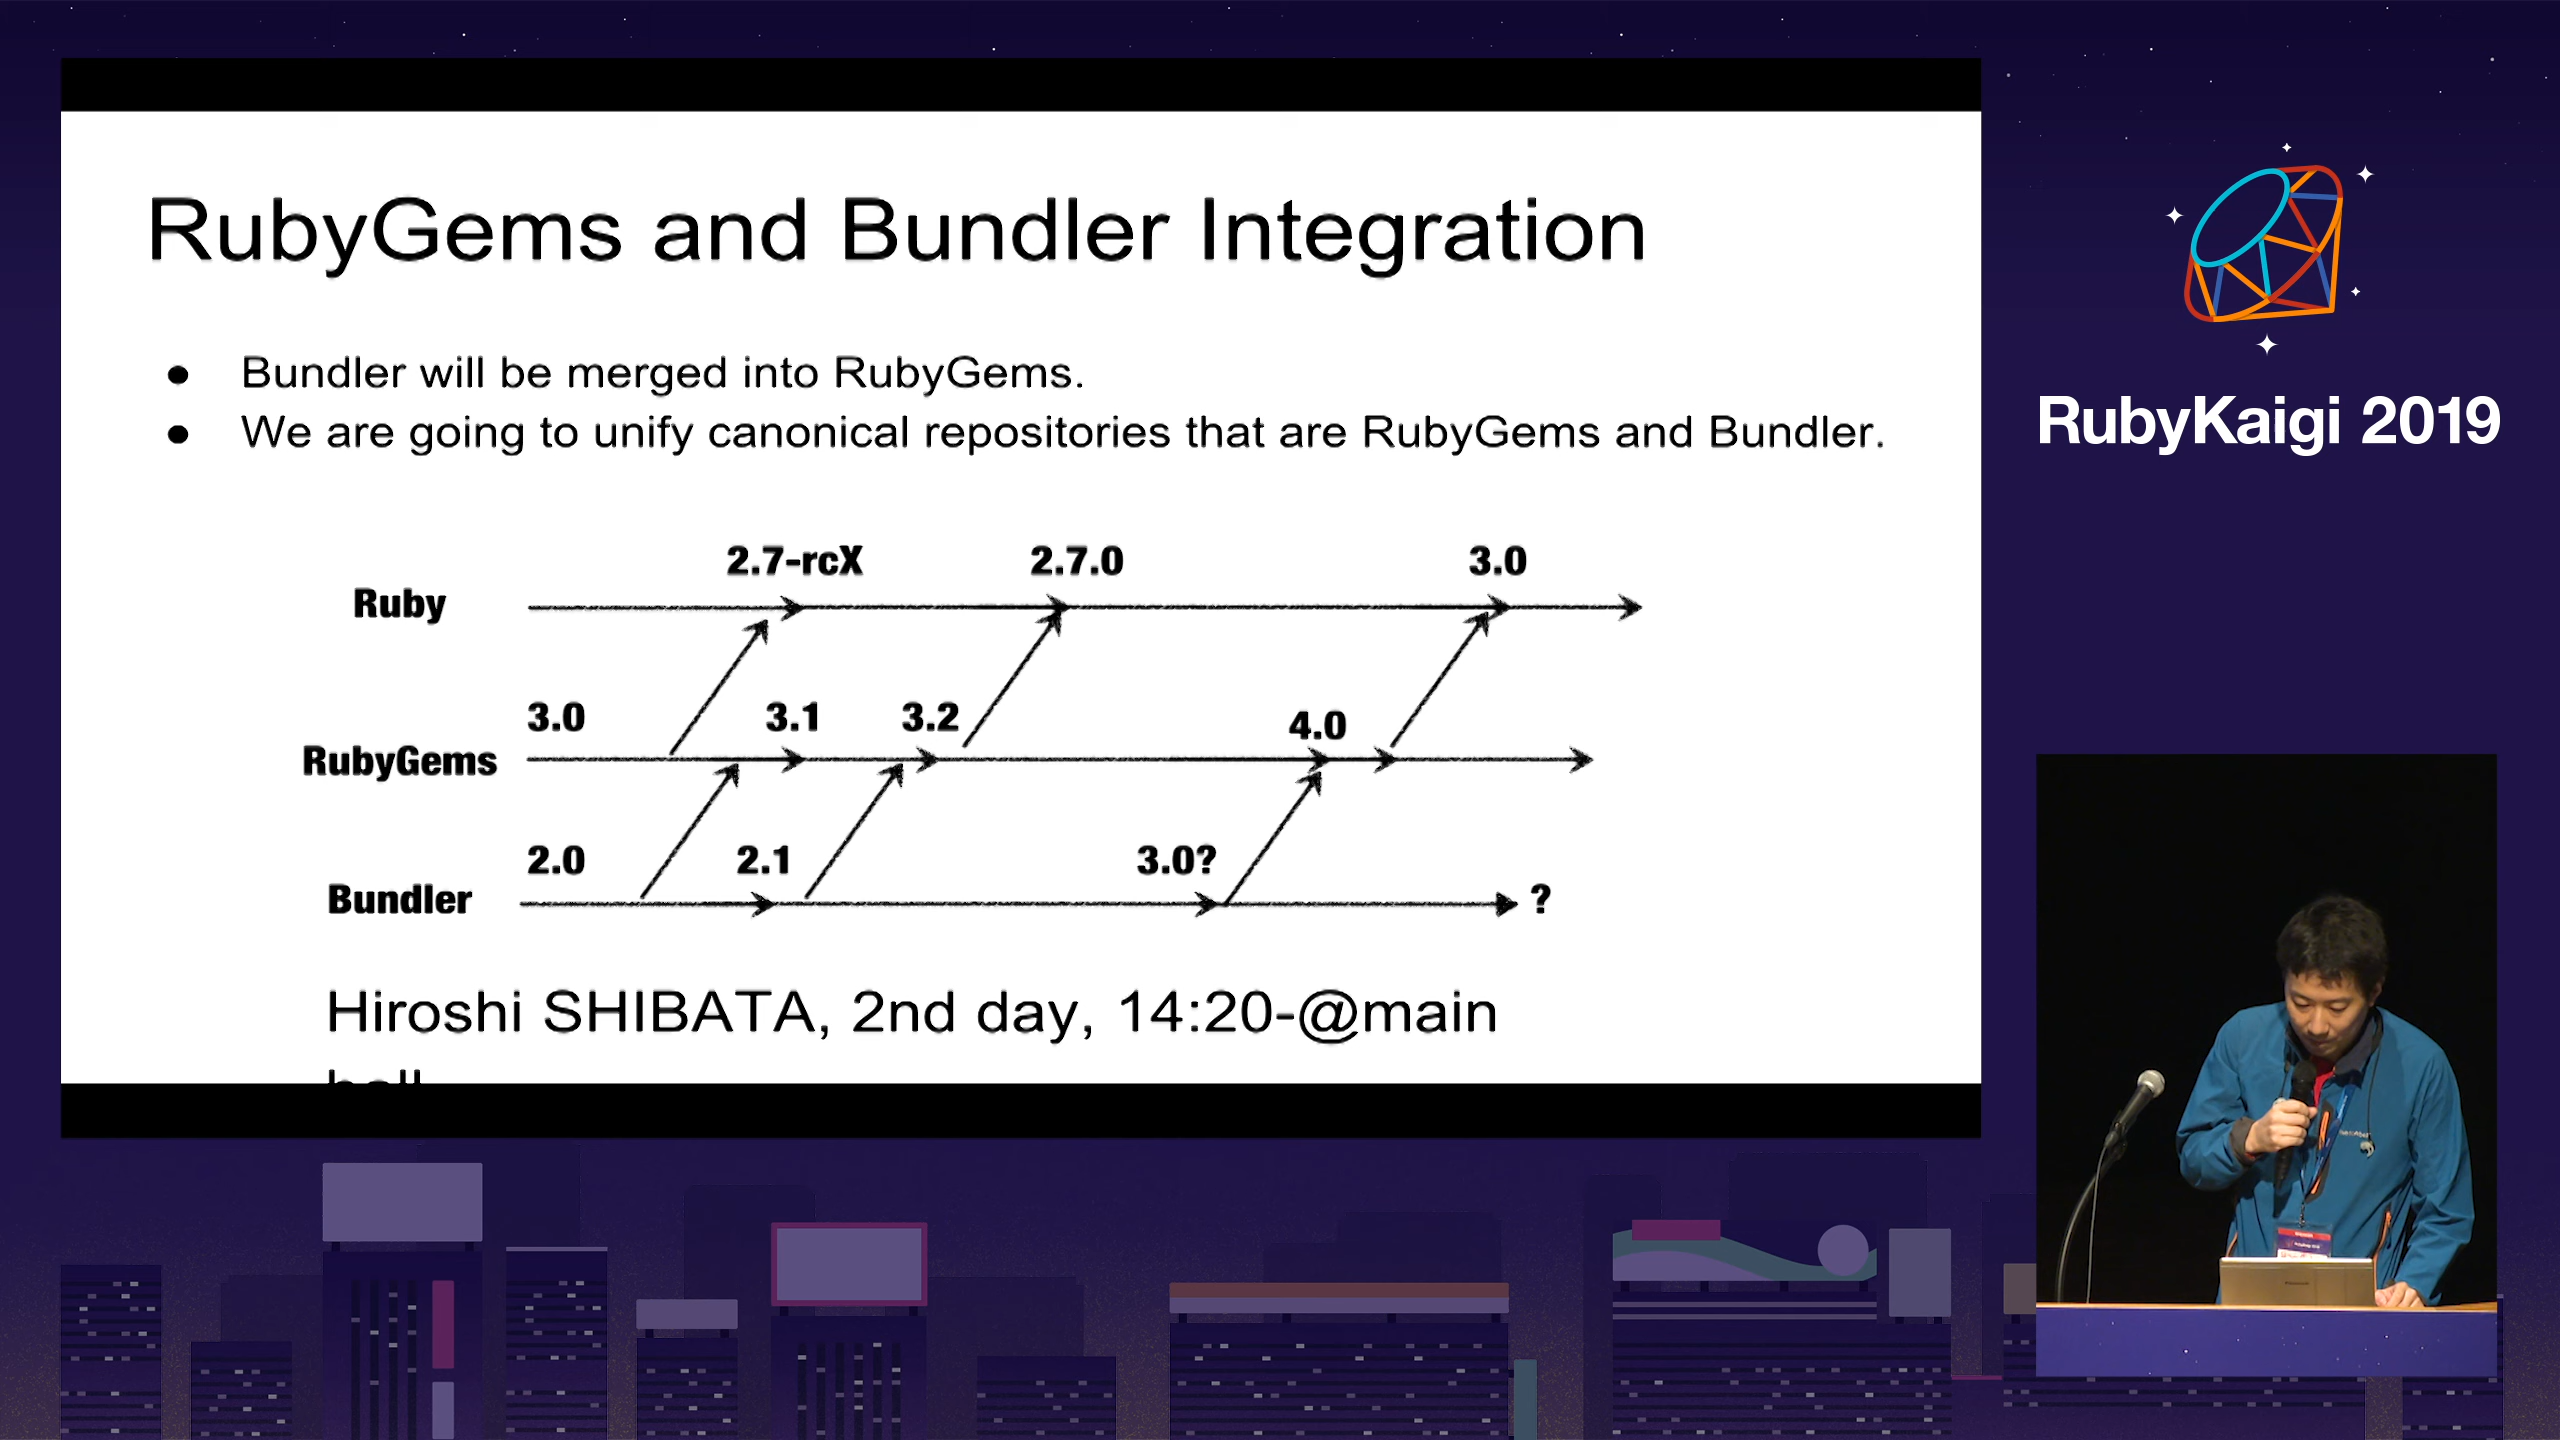 RubyGems and Bundler Integration
● Bundler will be merged into RubyGems.
● We are going to unify canonical repositories that are RubyGems and Bundler.
2.7-rcX 2.7.0 3.0
Ruby
3.0 3.1 3.2 4.0
RubyGems
2.0 2.1 3.0?
Bundler ?
Hiroshi SHIBATA, 2nd day, 14:20-@main
RubyKaigi 2019